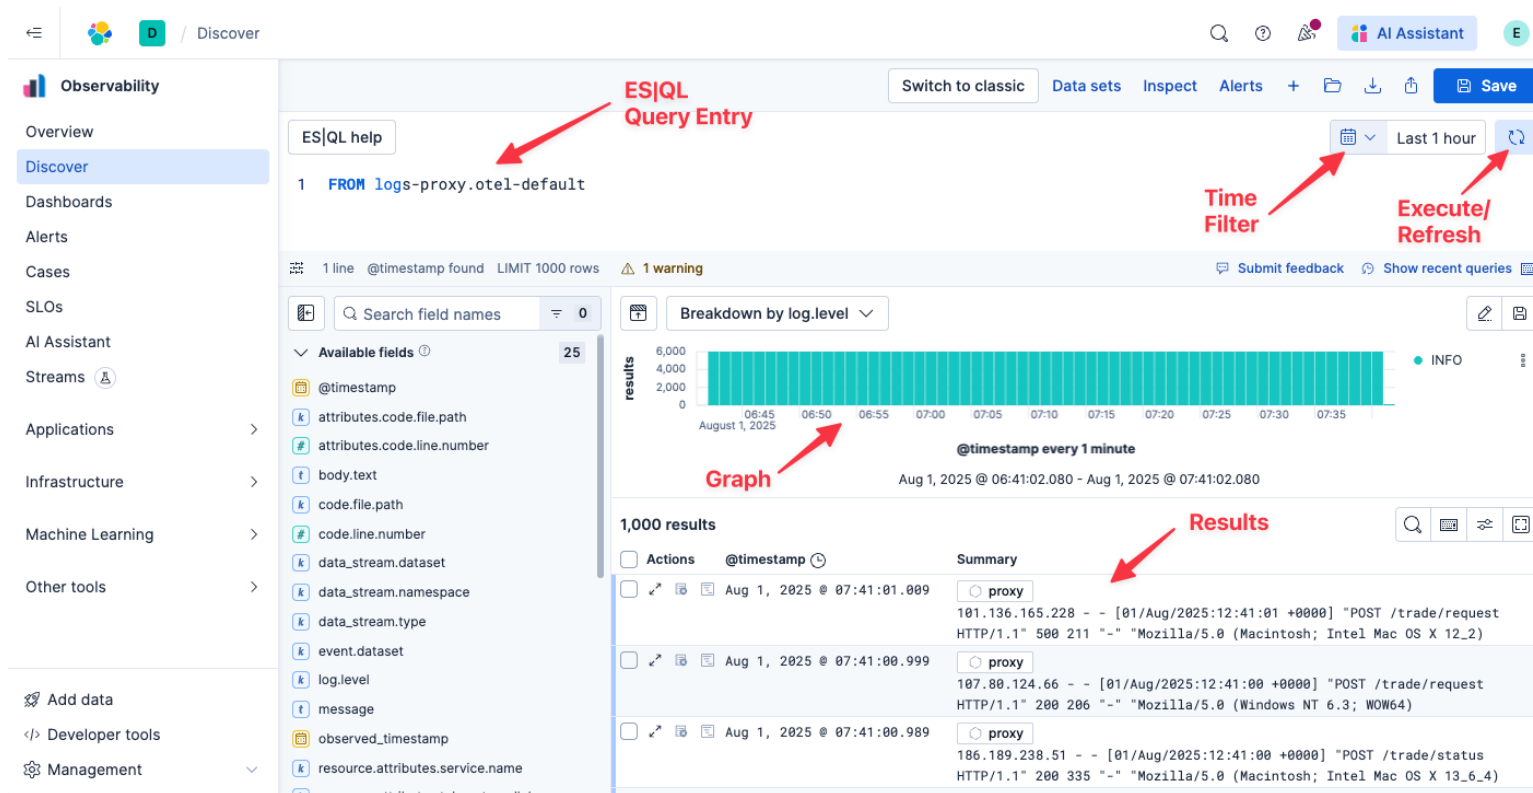 D / Discover
AI Assistant
E
Observability
Overview
Discover
Dashboards
Alerts
Cases
SLOs
AI Assistant
Streams
Applications
Infrastructure
Machine Learning
Other tools
Add data
Developer tools
Management
Switch to classic
Data sets
Inspect
Alerts
Save
ES|QL help
ES|QL
Query Entry
Last 1 hour
1 FROM logs-proxy.otel-default
Time
Filter
Execute/
Refresh
1 line @timestamp found LIMIT 1000 rows 1 warning
Submit feedback Show recent queries
Search field names 0
Available fields 25
@timestamp
attributes.code.file.path
attributes.code.line.number
body.text
code.file.path
code.line.number
data_stream.dataset
data_stream.namespace
data_stream.type
event.dataset
log.level
message
observed_timestamp
resource.attributes.service.name
Breakdown by log.level
results
6,000
4,000
2,000
0
INFO
06:45 06:50 06:55 07:00 07:05 07:10 07:15 07:20 07:25 07:30 07:35
August 1, 2025
@timestamp every 1 minute
Graph
Aug 1, 2025 @ 06:41:02.080 - Aug 1, 2025 @ 07:41:02.080
1,000 results
Results
Actions @timestamp Summary
Aug 1, 2025 @ 07:41:01.009 proxy
101.136.165.228 - - [01/Aug/2025:12:41:01 +0000] "POST /trade/request
HTTP/1.1" 500 211 "-" "Mozilla/5.0 (Macintosh; Intel Mac OS X 12_2)
Aug 1, 2025 @ 07:41:00.999 proxy
107.80.124.66 - - [01/Aug/2025:12:41:00 +0000] "POST /trade/request
HTTP/1.1" 200 206 "-" "Mozilla/5.0 (Windows NT 6.3; WOW64)
Aug 1, 2025 @ 07:41:00.989 proxy
186.189.238.51 - - [01/Aug/2025:12:41:00 +0000] "POST /trade/status
HTTP/1.1" 200 335 "-" "Mozilla/5.0 (Macintosh; Intel Mac OS X 13_6_4)